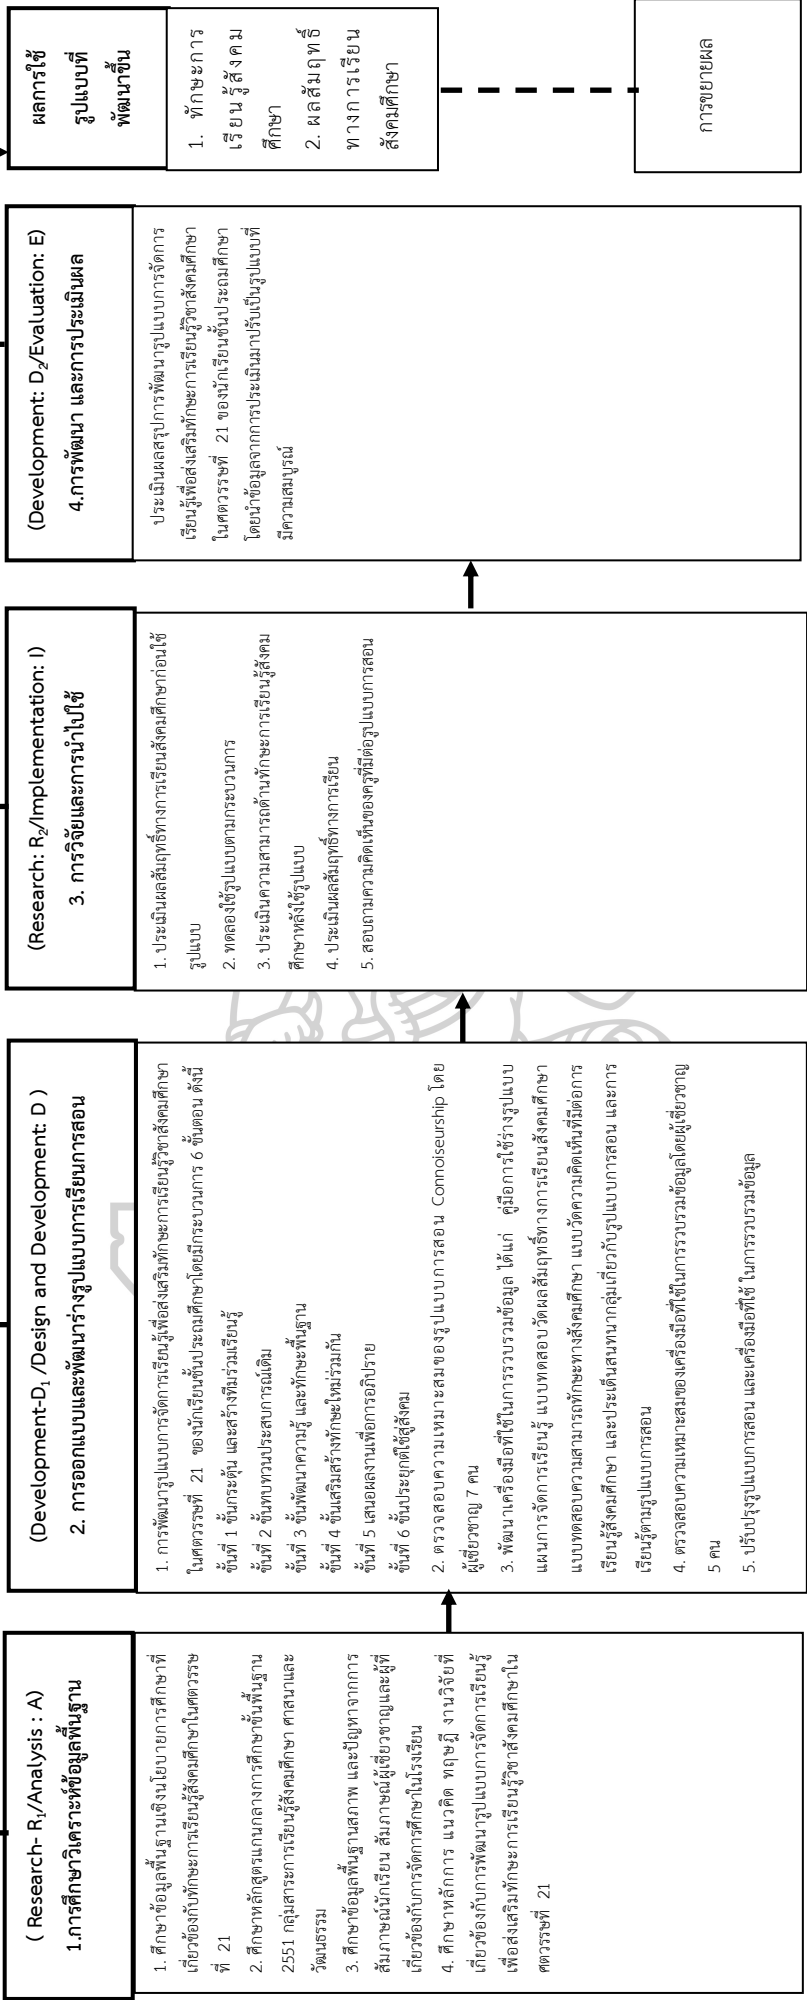 ( Research- R₁/Analysis : A)
1.การศึกษาวิเคราะห์ข้อมูลพื้นฐาน
1. ศึกษาข้อมูลพื้นฐานเชิงนโยบายการศึกษาที่
เกี่ยวข้องกับทักษะการเรียนรู้สังคมศึกษาในศตวรรษ
ที่ 21
2. ศึกษาหลักสูตรแกนกลางการศึกษาขั้นพื้นฐาน
2551 กลุ่มสาระการเรียนรู้สังคมศึกษา ศาสนาและ
วัฒนธรรม
3. ศึกษาข้อมูลพื้นฐานสภาพ และปัญหาจากการ
สัมภาษณ์นักเรียน สัมภาษณ์ผู้เชี่ยวชาญและผู้ที่
เกี่ยวข้องกับการจัดการศึกษาในโรงเรียน
4. ศึกษาหลักการ แนวคิด ทฤษฎี งานวิจัยที่
เกี่ยวข้องกับการพัฒนารูปแบบการจัดการเรียนรู้
เพื่อส่งเสริมทักษะการเรียนรู้วิชาสังคมศึกษาใน
ศตวรรษที่ 21
(Development-D₁ /Design and Development: D )
2. การออกแบบและพัฒนาร่างรูปแบบการเรียนการสอน
1. การพัฒนารูปแบบการจัดการเรียนรู้เพื่อส่งเสริมทักษะการเรียนรู้วิชาสังคมศึกษา
ในศตวรรษที่ 21 ของนักเรียนชั้นประถมศึกษาโดยมีกระบวนการ 6 ขั้นตอน ดังนี้
ขั้นที่ 1 ขั้นกระตุ้น และสร้างทีมร่วมเรียนรู้
ขั้นที่ 2 ขั้นทบทวนประสบการณ์เดิม
ขั้นที่ 3 ขั้นพัฒนาความรู้ และทักษะพื้นฐาน
ขั้นที่ 4 ขั้นเสริมสร้างทักษะใหม่ร่วมกัน
ขั้นที่ 5 เสนอผลงานเพื่อการอภิปราย
ขั้นที่ 6 ขั้นประยุกต์ใช้สู่สังคม
2. ตรวจสอบความเหมาะสมของรูปแบบการสอน Connoiseurship โดย
ผู้เชี่ยวชาญ 7 คน
3. พัฒนาเครื่องมือที่ใช้ในการรวบรวมข้อมูล ได้แก่ คู่มือการใช้ร่างรูปแบบ
แผนการจัดการเรียนรู้ แบบทดสอบวัดผลสัมฤทธิ์ทางการเรียนสังคมศึกษา
แบบทดสอบความสามารถทักษะทางสังคมศึกษา แบบวัดความคิดเห็นที่มีต่อการ
เรียนรู้สังคมศึกษา และประเด็นสนทนากลุ่มเกี่ยวกับรูปแบบการสอน และการ
เรียนรู้ตามรูปแบบการสอน
4. ตรวจสอบความเหมาะสมของเครื่องมือที่ใช้ในการรวบรวมข้อมูลโดยผู้เชี่ยวชาญ
5 คน
5. ปรับปรุงรูปแบบการสอน และเครื่องมือที่ใช้ ในการรวบรวมข้อมูล
(Research: R₂/Implementation: I)
3. การวิจัยและการนำไปใช้
1. ประเมินผลสัมฤทธิ์ทางการเรียนสังคมศึกษาก่อนใช้
รูปแบบ
2. ทดลองใช้รูปแบบตามกระบวนการ
3. ประเมินความสามารถด้านทักษะการเรียนรู้สังคม
ศึกษาหลังใช้รูปแบบ
4. ประเมินผลสัมฤทธิ์ทางการเรียน
5. สอบถามความคิดเห็นของครูที่มีต่อรูปแบบการสอน
(Development: D₂/Evaluation: E)
4.การพัฒนา และการประเมินผล
ประเมินผลสรุปการพัฒนารูปแบบการจัดการ
เรียนรู้เพื่อส่งเสริมทักษะการเรียนรู้วิชาสังคมศึกษา
ในศตวรรษที่ 21 ของนักเรียนชั้นประถมศึกษา
โดยนำข้อมูลจากการประเมินมาปรับเป็นรูปแบบที่
มีความสมบูรณ์
ผลการใช้
รูปแบบที่
พัฒนาขึ้น
1. ทักษะการ
เรียนรู้สังคม
ศึกษา
2. ผลสัมฤทธิ์
ทางการเรียน
สังคมศึกษา
การขยายผล